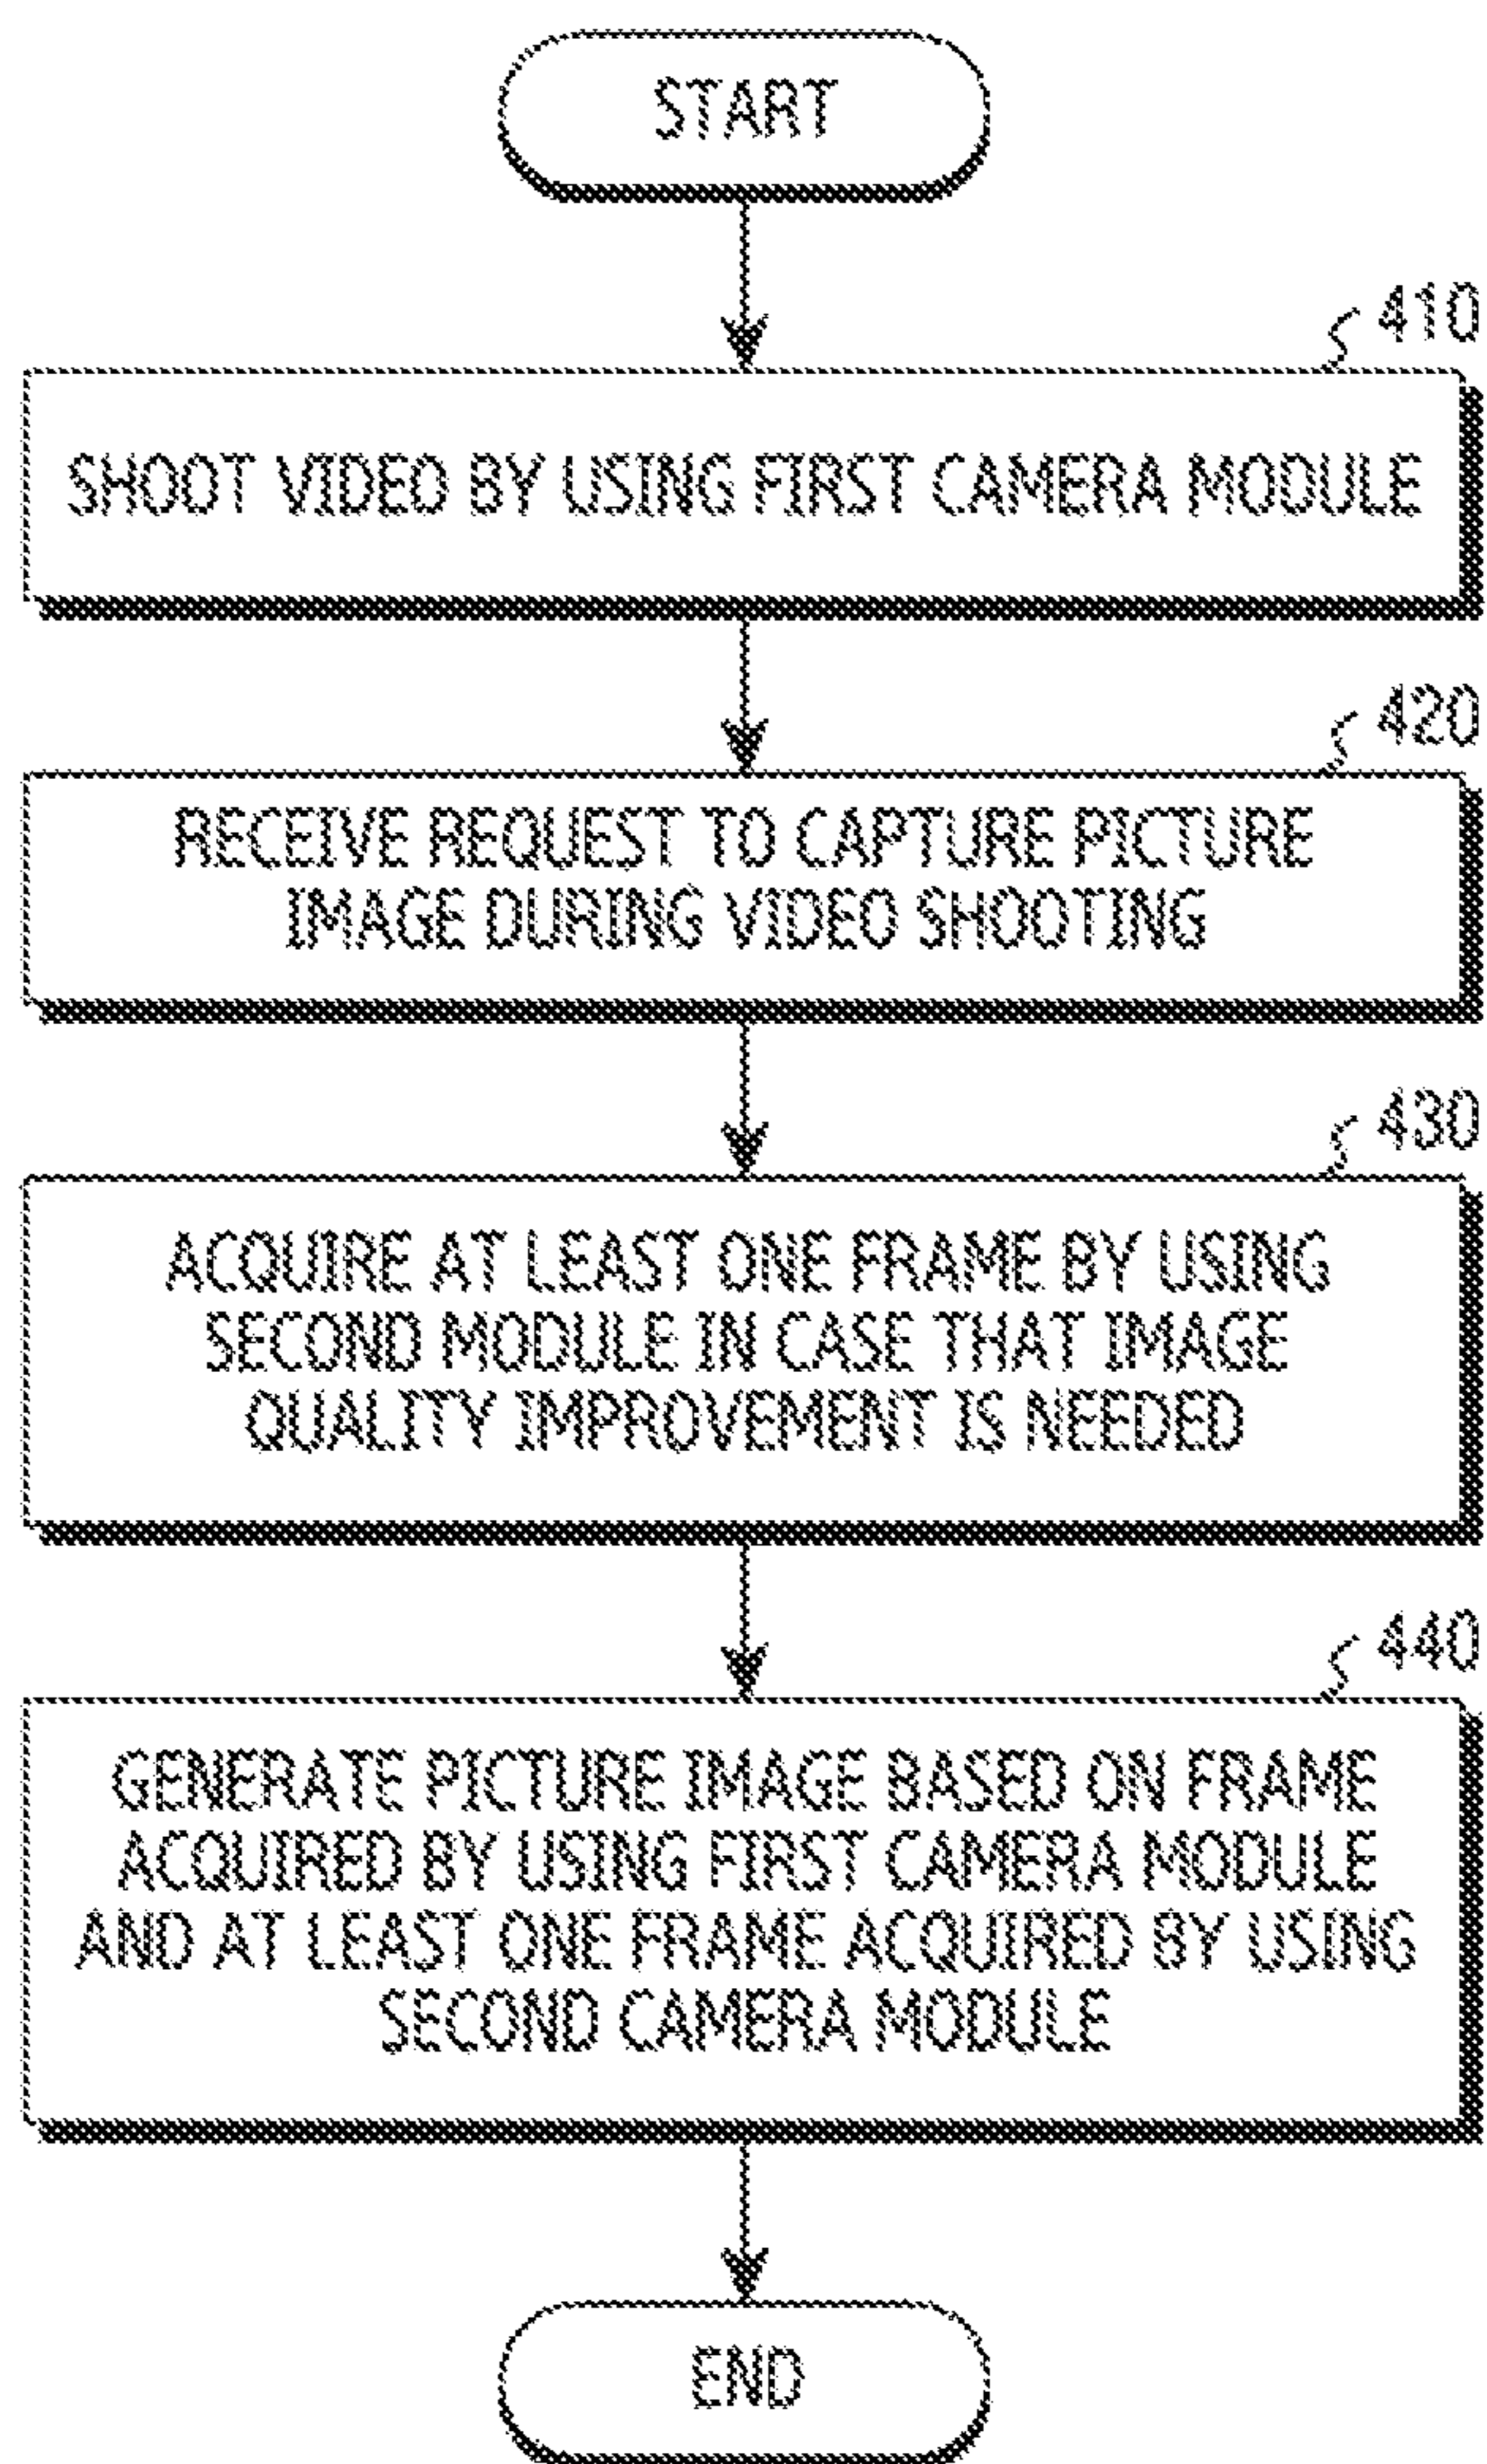 START
410
SHOOT VIDEO BY USING FIRST CAMERA MODULE
420
RECEIVE REQUEST TO CAPTURE PICTURE
IMAGE DURING VIDEO SHOOTING
430
ACQUIRE AT LEAST ONE FRAME BY USING
SECOND MODULE IN CASE THAT IMAGE
QUALITY IMPROVEMENT IS NEEDED
440
GENERATE PICTURE IMAGE BASED ON FRAME
ACQUIRED BY USING FIRST CAMERA MODULE
AND AT LEAST ONE FRAME ACQUIRED BY USING
SECOND CAMERA MODULE
END